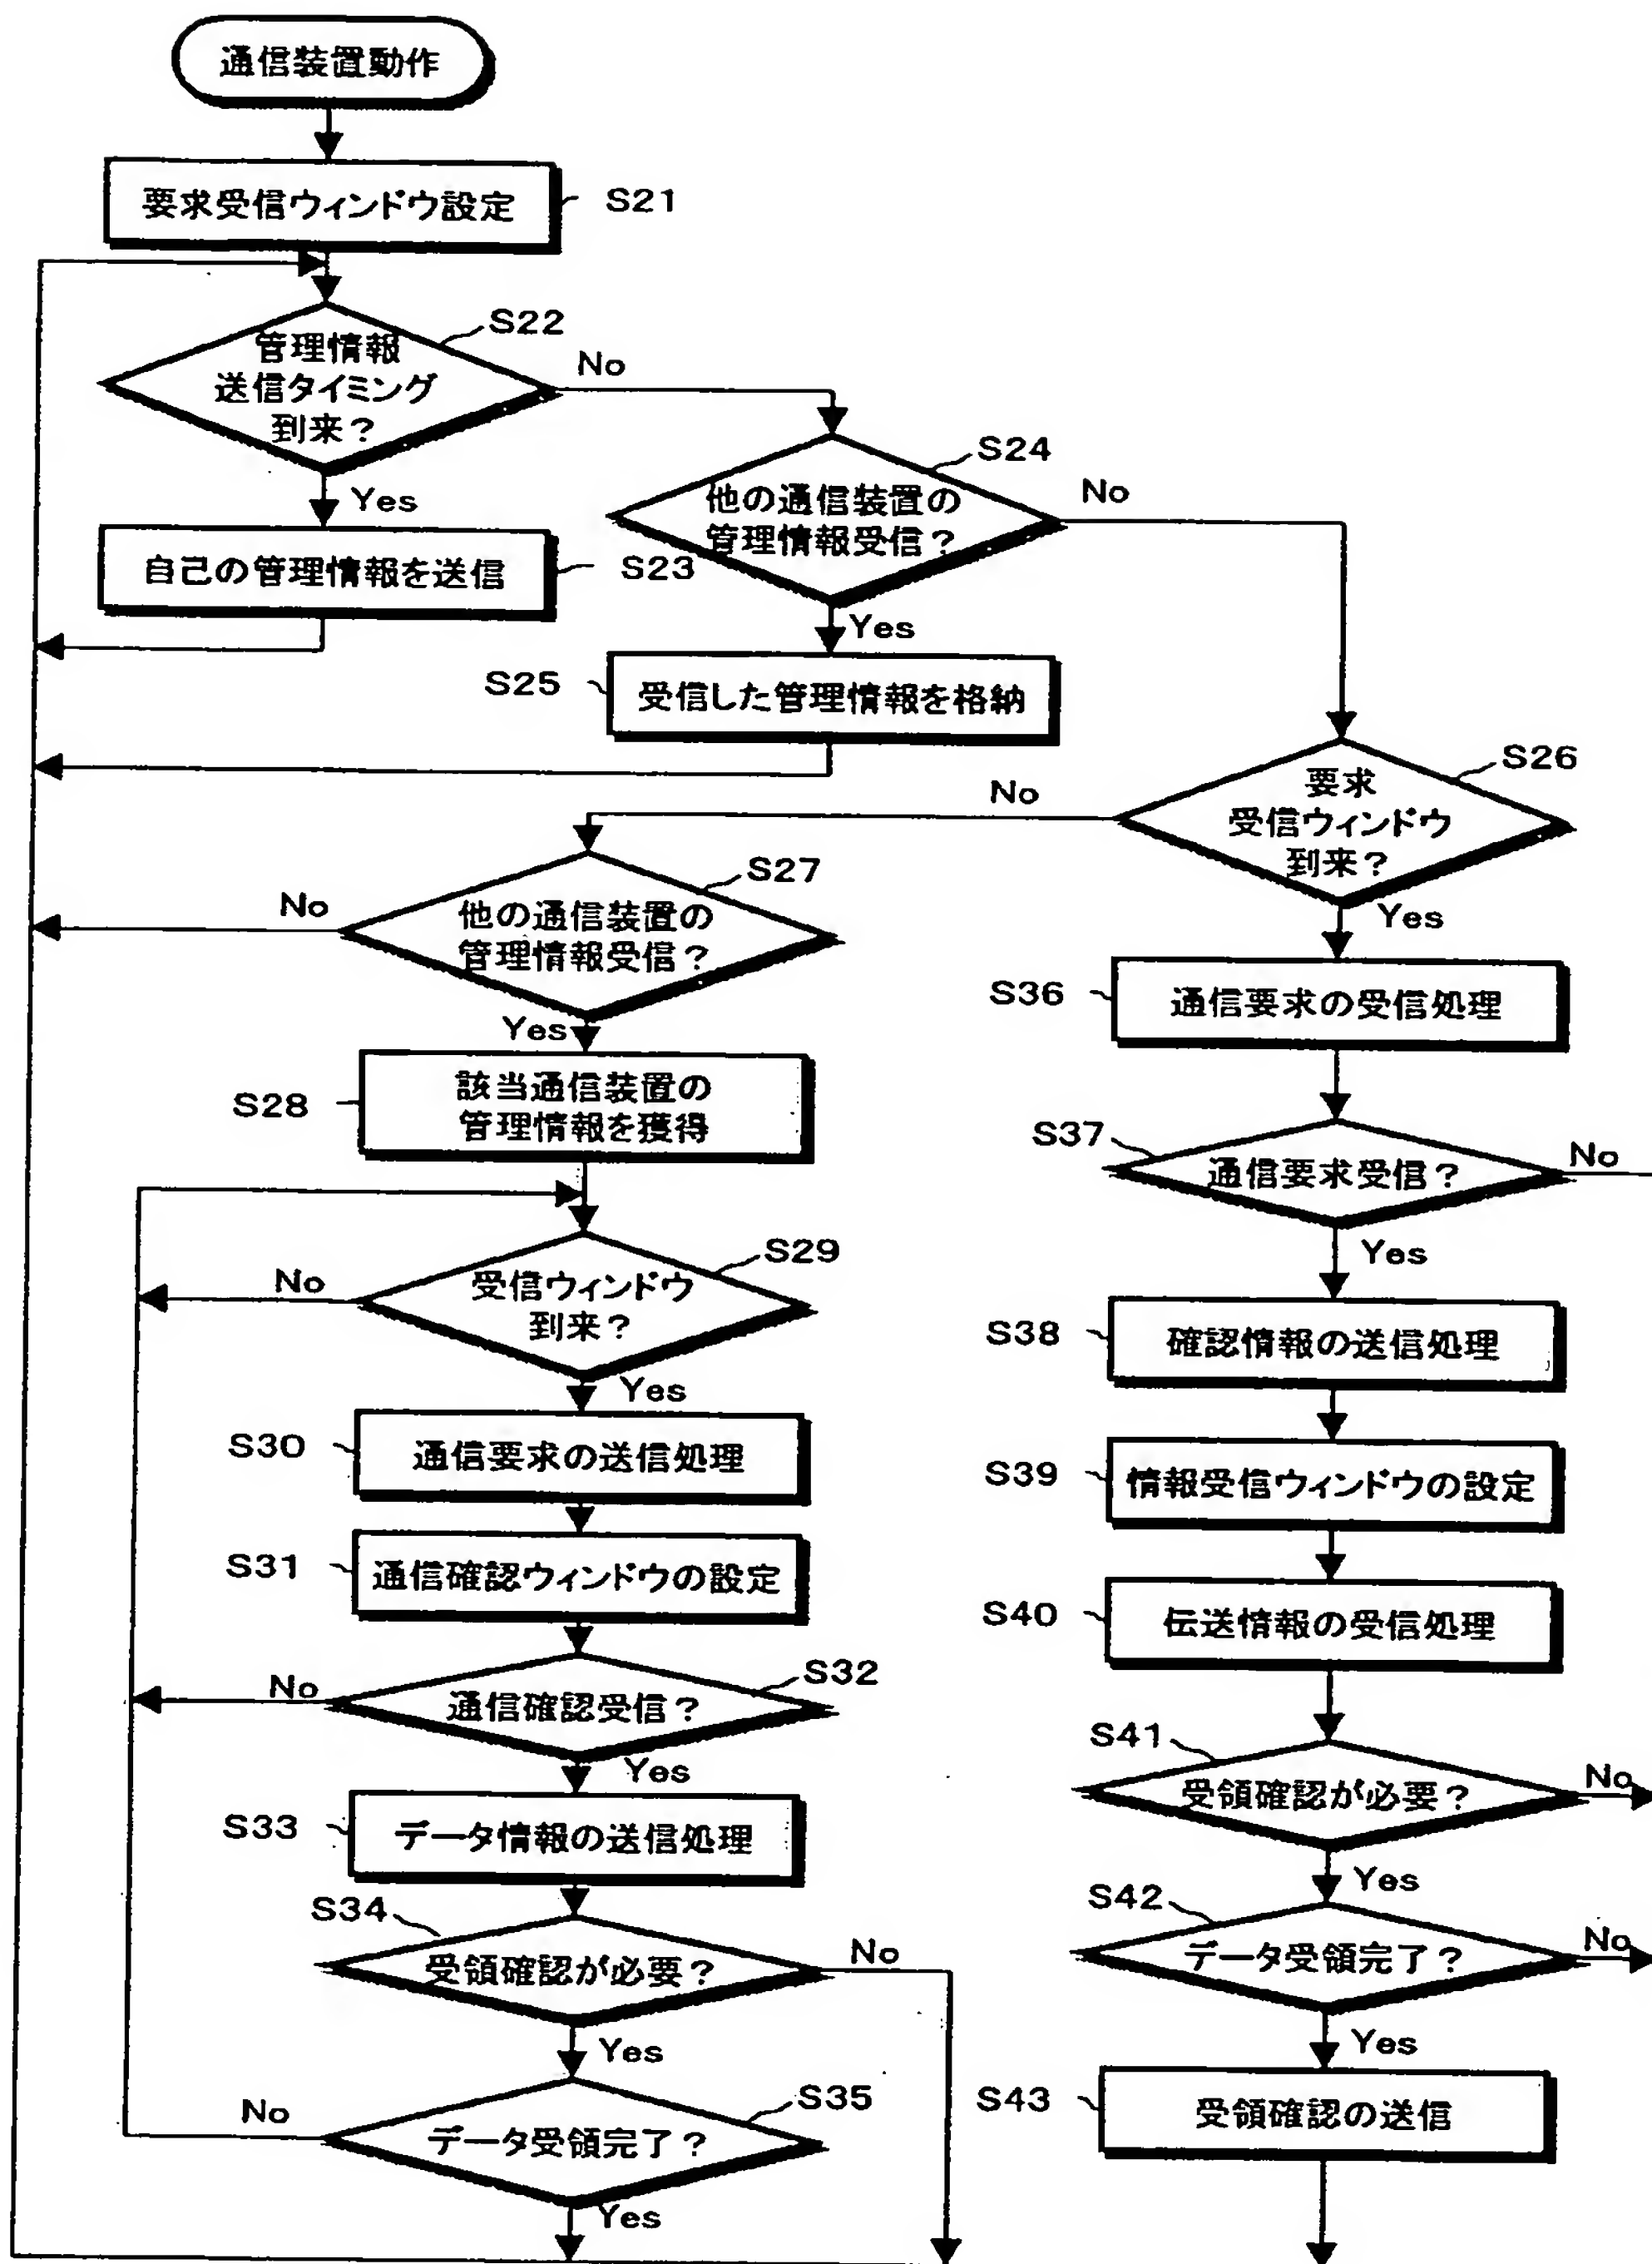 通信装置動作
要求受信ウィンドウ設定
S21
管理情報
送信タイミング
到来?
S22
No
Yes
自己の管理情報を送信
S23
他の通信装置の
管理情報受信?
S24
No
Yes
S25
受信した管理情報を格納
要求
受信ウィンドウ
到来?
S26
No
Yes
他の通信装置の
管理情報受信?
S27
No
Yes
S28
該当通信装置の
管理情報を獲得
受信ウィンドウ
到来?
S29
No
Yes
S30
通信要求の送信処理
S31
通信確認ウィンドウの設定
S32
通信確認受信?
No
Yes
S33
データ情報の送信処理
S34
受領確認が必要?
No
Yes
S35
データ受領完了?
No
Yes
S36
通信要求の受信処理
S37
通信要求受信?
No
Yes
S38
確認情報の送信処理
S39
情報受信ウィンドウの設定
S40
伝送情報の受信処理
S41
受領確認が必要?
No
Yes
S42
データ受領完了?
No
Yes
S43
受領確認の送信